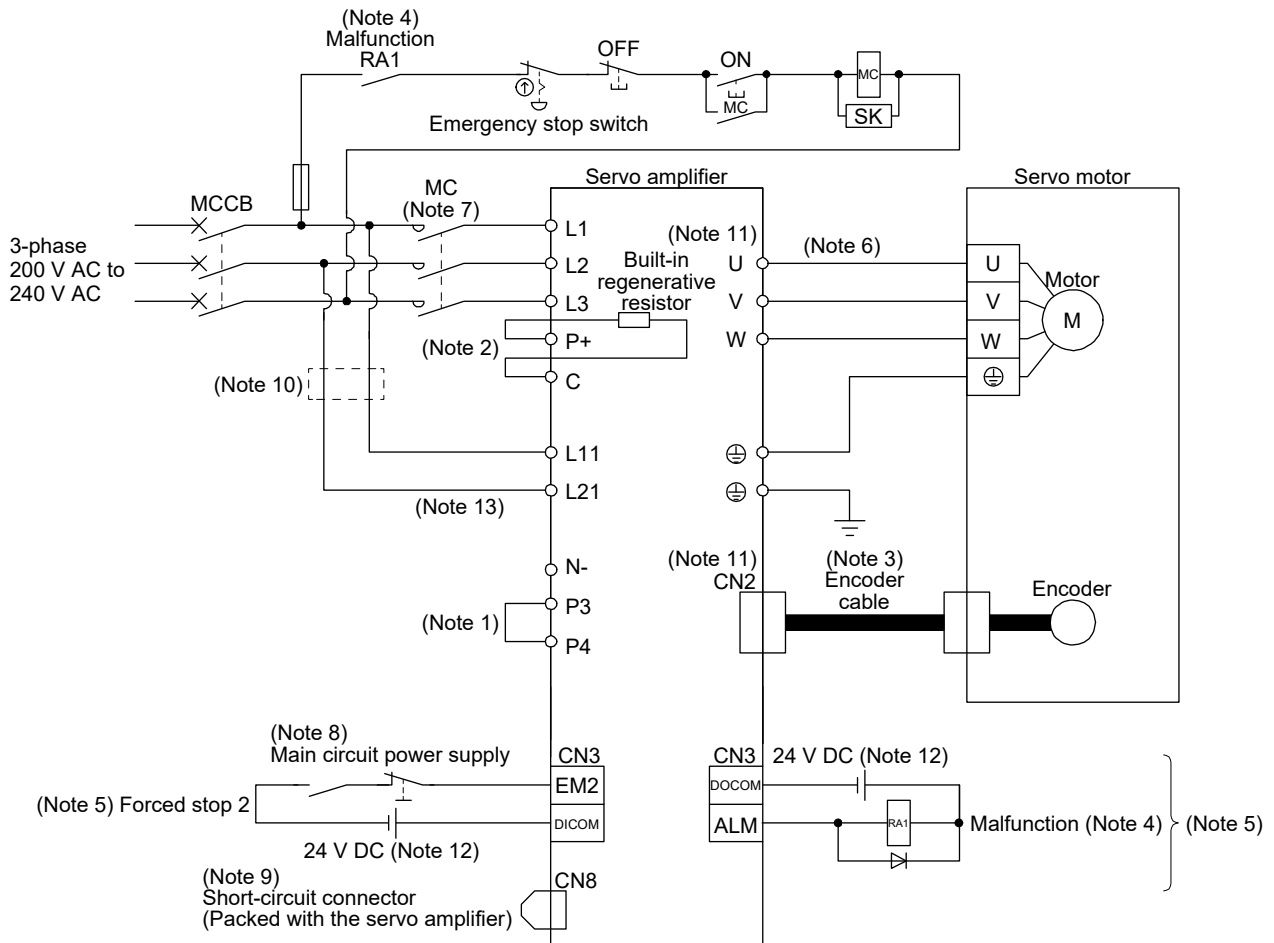 (Note 4)
Malfunction
RA1
OFF
ON
MC
MC
SK
Emergency stop switch
Servo amplifier
Servo motor
MCCB
MC
(Note 7)
3-phase
200 V AC to
240 V AC
L1
L2
L3
(Note 11)
U
V
W
Built-in
regenerative
resistor
(Note 6)
U
V
W
Motor
M
(Note 2)
P+
C
(Note 10)
L11
L21
(Note 13)
N-
P3
P4
(Note 1)
(Note 11)
CN2
(Note 3)
Encoder
cable
Encoder
(Note 8)
Main circuit power supply
CN3
EM2
DICOM
(Note 5) Forced stop 2
24 V DC (Note 12)
CN3
DOCOM
ALM
24 V DC (Note 12)
RA1
Malfunction (Note 4)
(Note 5)
(Note 9)
Short-circuit connector
(Packed with the servo amplifier)
CN8